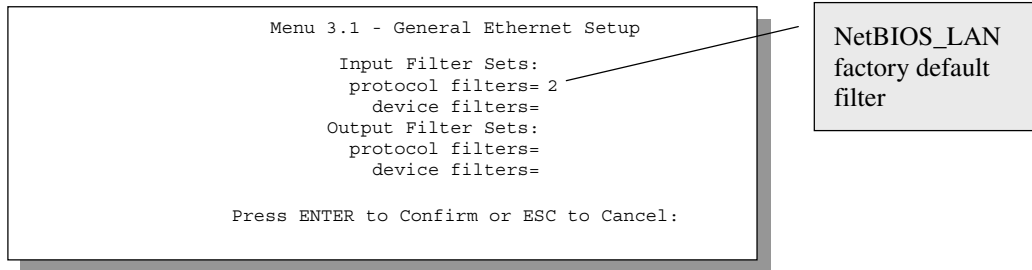 Menu 3.1 - General Ethernet Setup
Input Filter Sets:
protocol filters= 2
device filters=
Output Filter Sets:
protocol filters=
device filters=
Press ENTER to Confirm or ESC to Cancel:
NetBIOS_LAN
factory default
filter